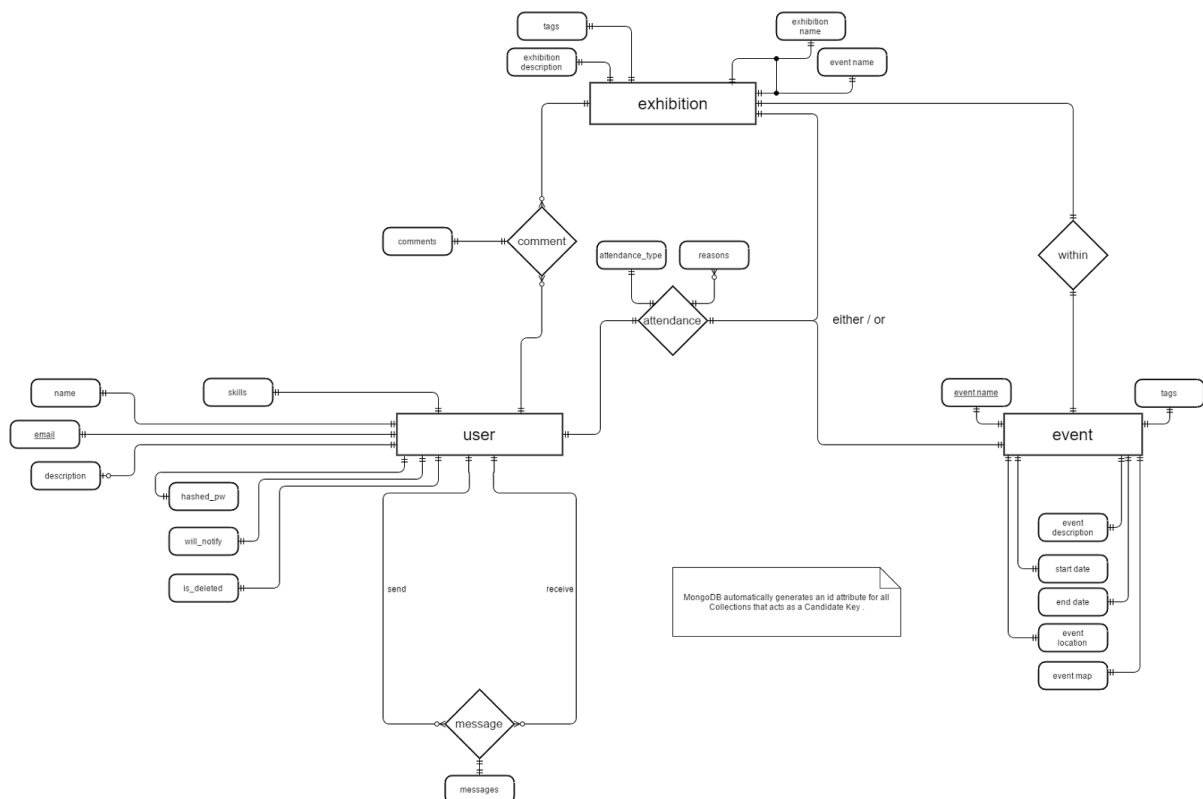 tags
exhibition
name
exhibition
description
event name
exhibition
comments
comment
attendance_type
reasons
within
attendance
either / or
name
skills
event name
tags
email
user
event
description
hashed_pw
event
description
will_notify
start date
is_deleted
send
receive
MongoDB automatically generates an id attribute for all
Collections that acts as a Candidate Key .
end date
event
location
event map
message
messages